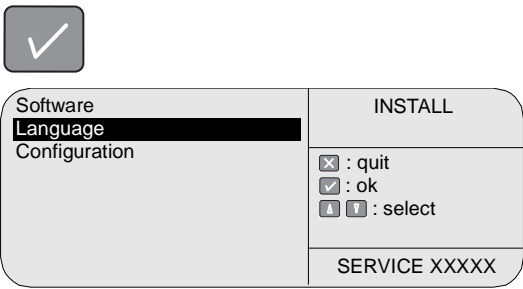 Software
Language
Configuration
INSTALL
: quit
: ok
: select
SERVICE XXXXX